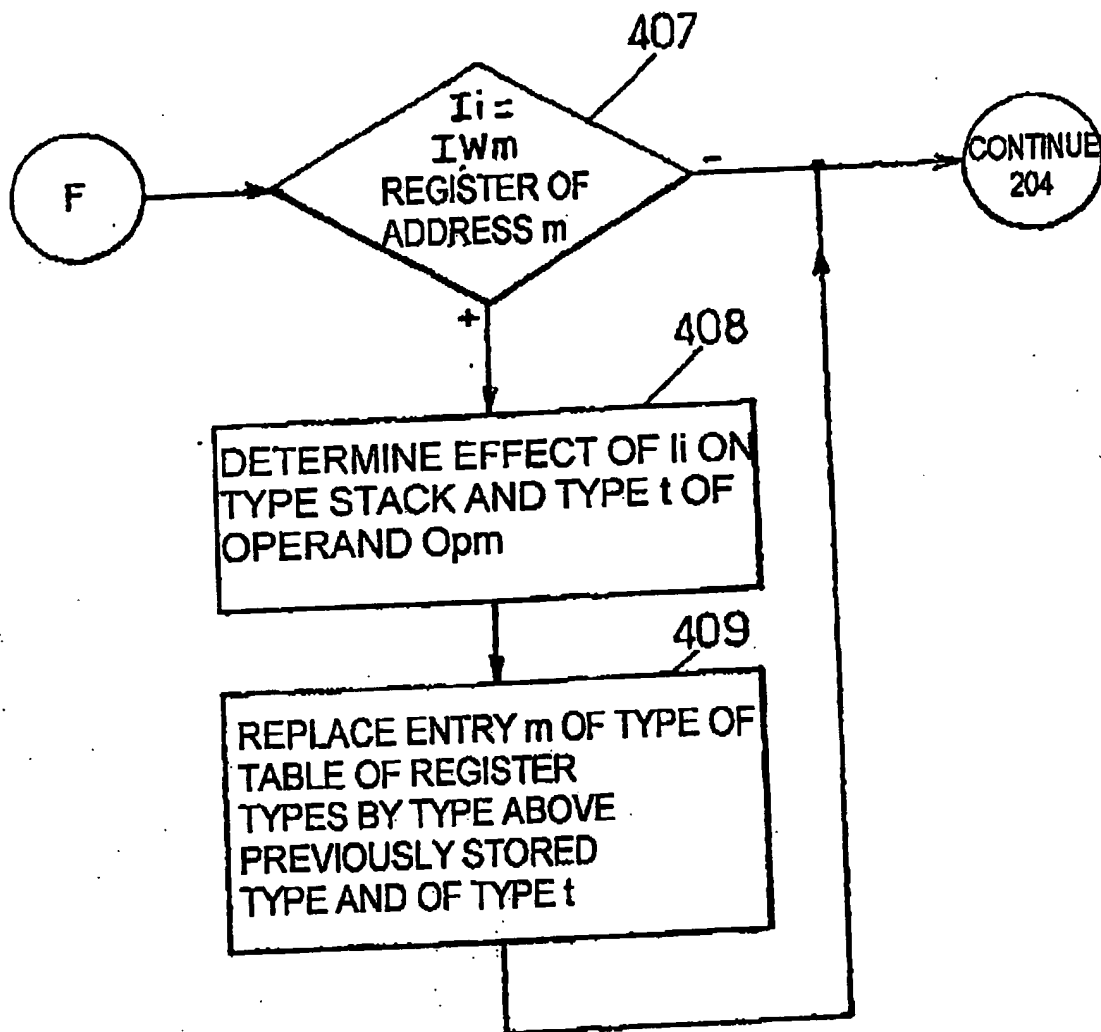 407
Ii =
IWm
REGISTER OF
ADDRESS m
F
-
CONTINUE
204
+
408
DETERMINE EFFECT OF Ii ON
TYPE STACK AND TYPE t OF
OPERAND Opm
409
REPLACE ENTRY m OF TYPE OF
TABLE OF REGISTER
TYPES BY TYPE ABOVE
PREVIOUSLY STORED
TYPE AND OF TYPE t